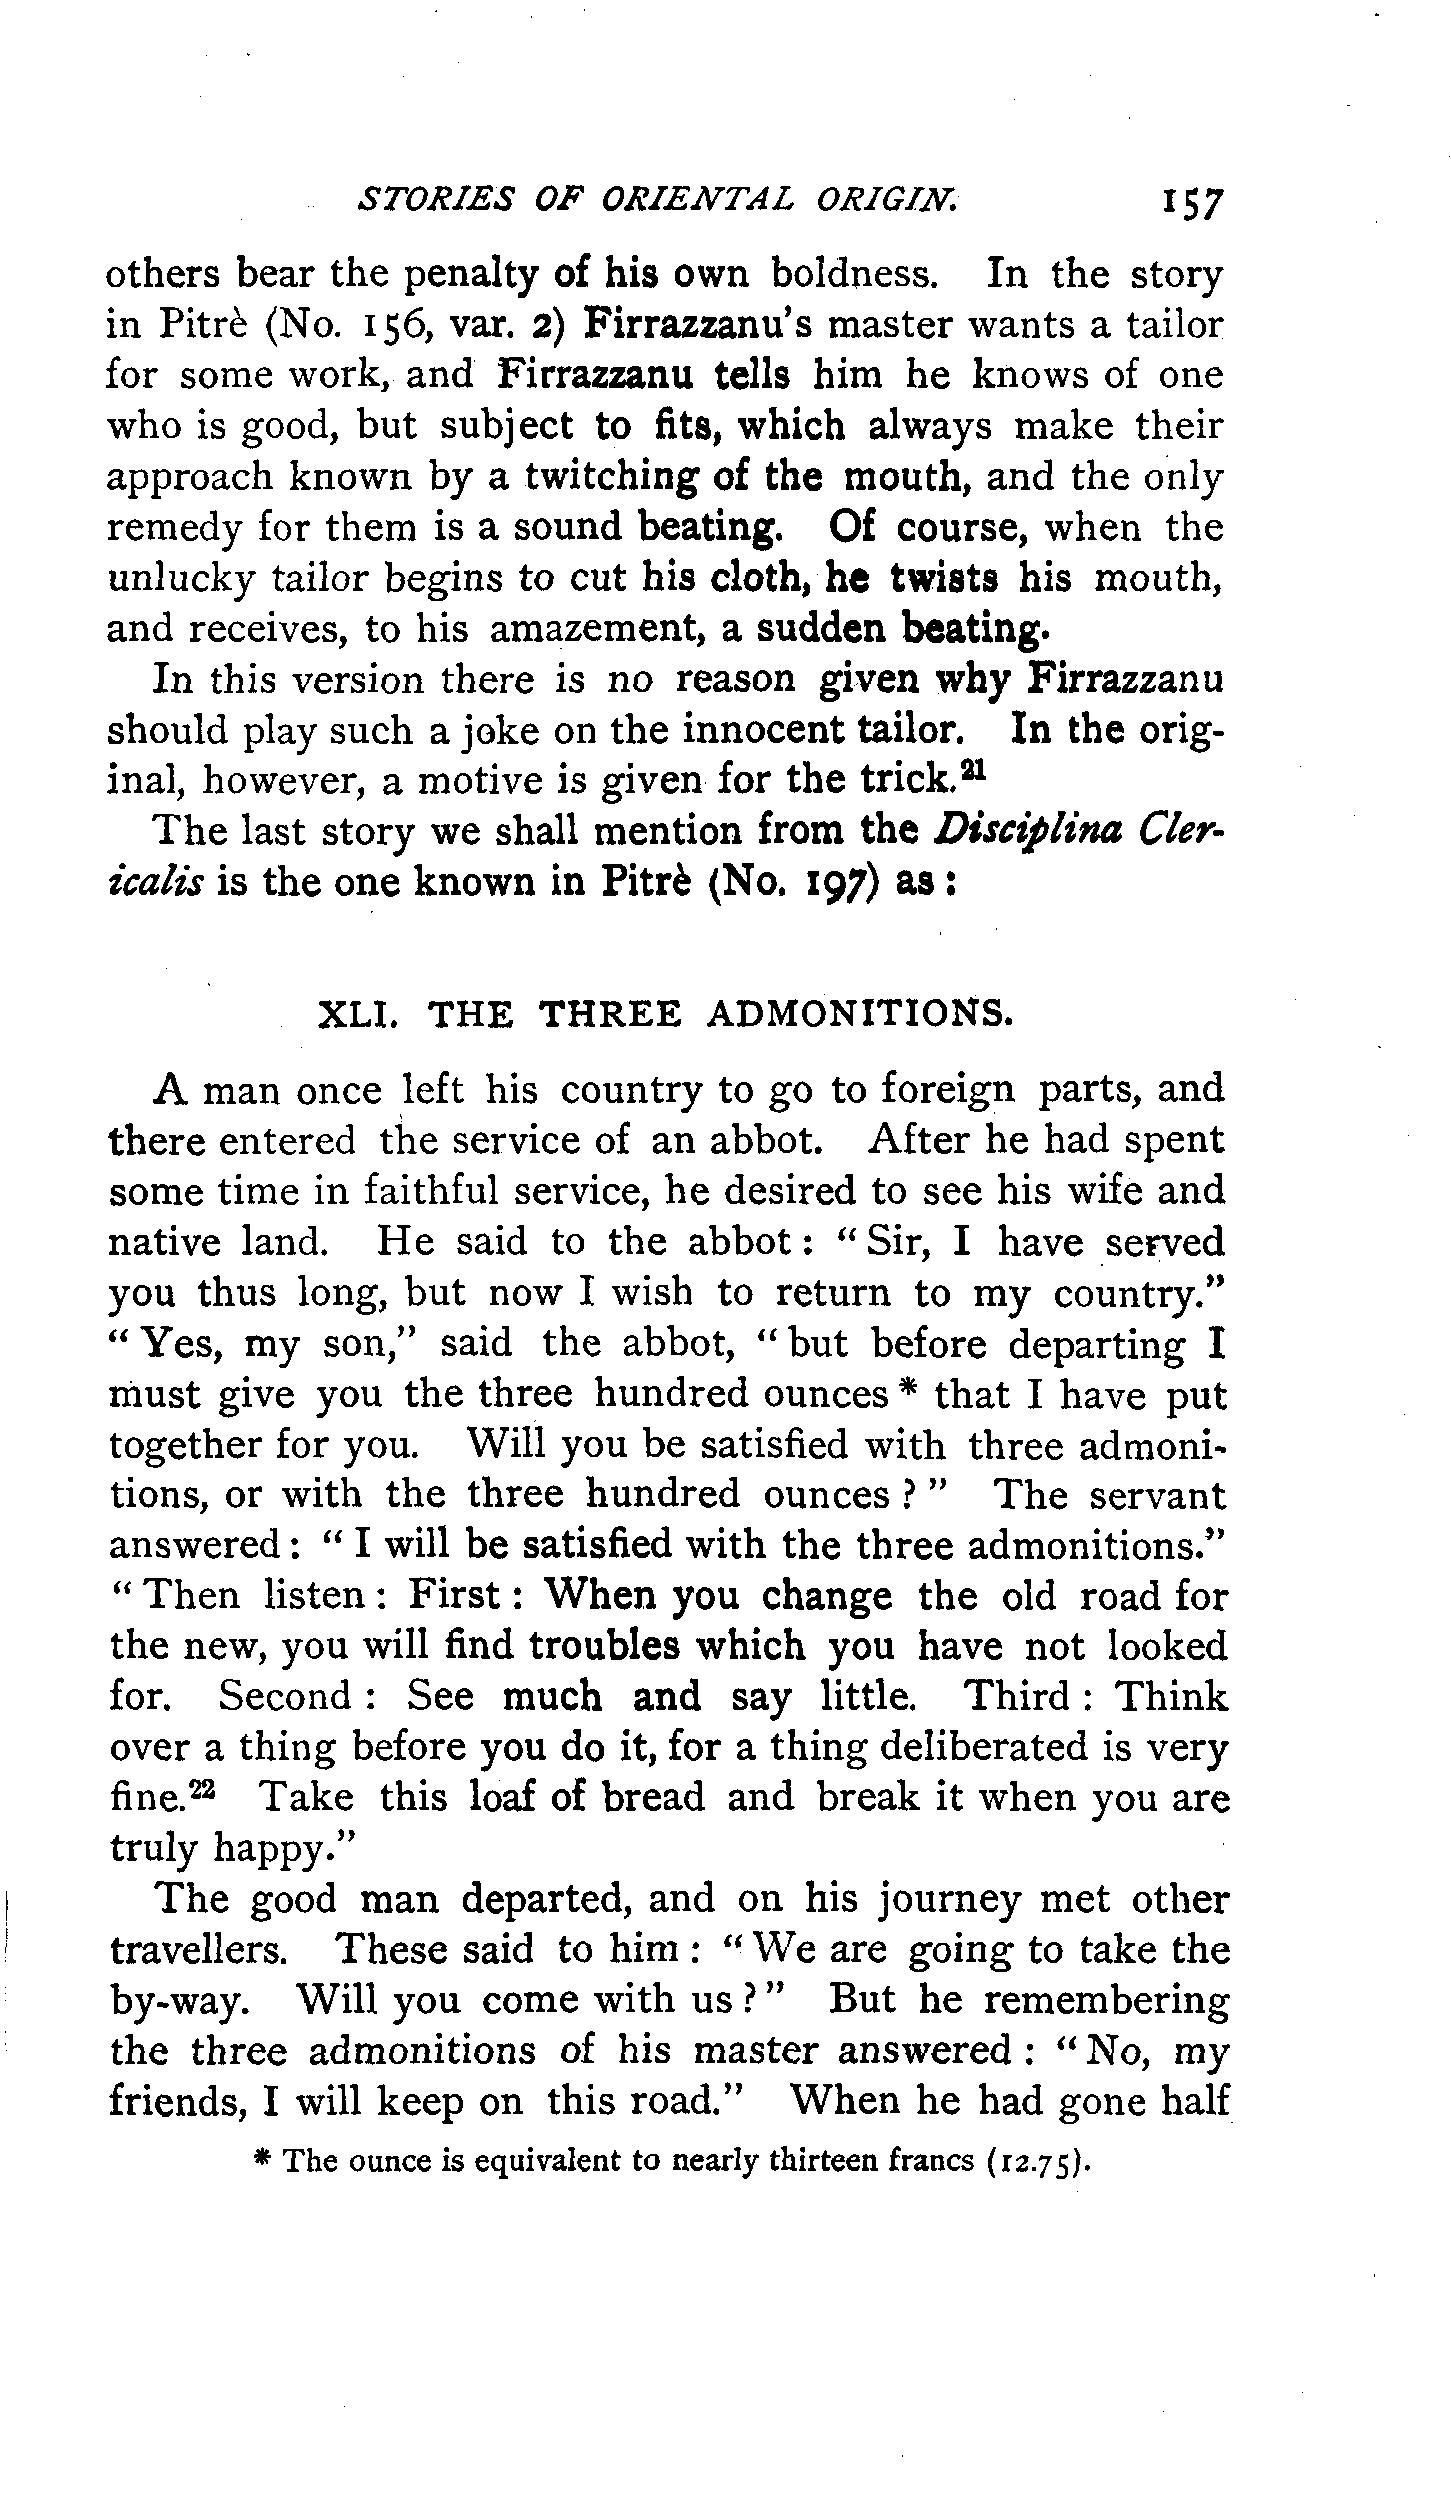 STORIES OF ORIENTAL ORIGIN. 157
others bear the penalty of his own boldness. In the story
in Pitrè (No. 156, var. 2) Firrazzanu's master wants a tailor
for some work, and Firrazzanu tells him he knows of one
who is good, but subject to fits, which always make their
approach known by a twitching of the mouth, and the only
remedy for them is a sound beating. Of course, when the
unlucky tailor begins to cut his cloth, he twists his mouth,
and receives, to his amazement, a sudden beating.
In this version there is no reason given why Firrazzanu
should play such a joke on the innocent tailor. In the orig-
inal, however, a motive is given for the trick.²¹
The last story we shall mention from the Disciplina Cler-
icalis is the one known in Pitrè (No. 197) as:
XLI. THE THREE ADMONITIONS.
A man once left his country to go to foreign parts, and
there entered the service of an abbot. After he had spent
some time in faithful service, he desired to see his wife and
native land. He said to the abbot: "Sir, I have served
you thus long, but now I wish to return to my country."
"Yes, my son," said the abbot, "but before departing I
must give you the three hundred ounces * that I have put
together for you. Will you be satisfied with three admoni-
tions, or with the three hundred ounces?" The servant
answered: "I will be satisfied with the three admonitions."
"Then listen: First: When you change the old road for
the new, you will find troubles which you have not looked
for. Second: See much and say little. Third: Think
over a thing before you do it, for a thing deliberated is very
fine.²² Take this loaf of bread and break it when you are
truly happy."
The good man departed, and on his journey met other
travellers. These said to him: "We are going to take the
by-way. Will you come with us?" But he remembering
the three admonitions of his master answered: "No, my
friends, I will keep on this road." When he had gone half
* The ounce is equivalent to nearly thirteen francs (12.75).